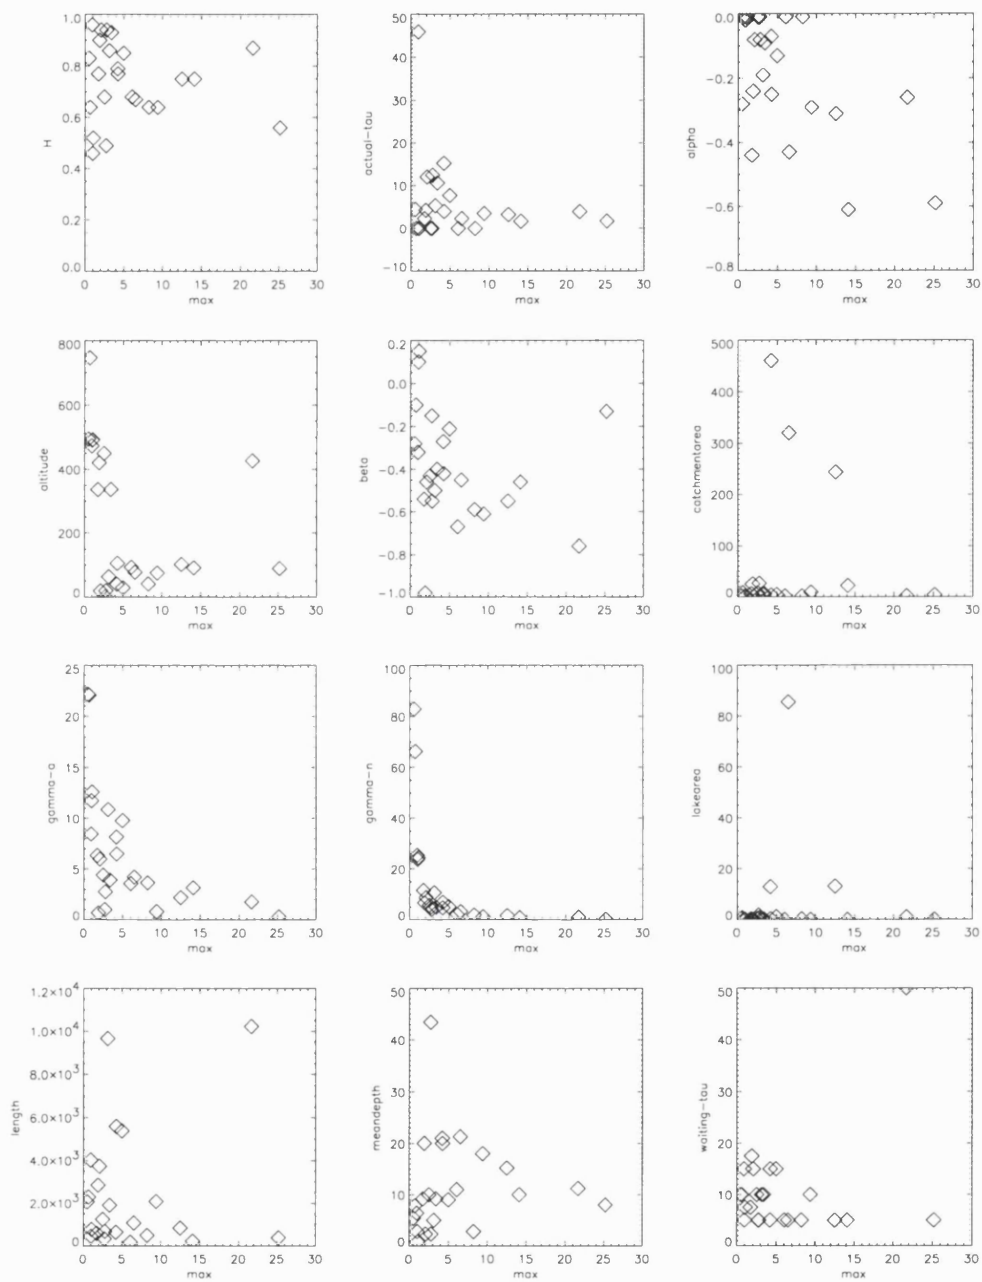 1.0
0.8
0.6
0.4
0.2
0.0
H
0 5 10 15 20 25 30
max
50
40
30
20
10
0
-10
actual-tau
0 5 10 15 20 25 30
max
0.0
-0.2
-0.4
-0.6
-0.8
alpha
0 5 10 15 20 25 30
max
800
600
400
200
0
altitude
0 5 10 15 20 25 30
max
0.2
0.0
-0.2
-0.4
-0.6
-0.8
-1.0
beta
0 5 10 15 20 25 30
max
500
400
300
200
100
0
catchmentarea
0 5 10 15 20 25 30
max
25
20
15
10
5
0
gamma-a
0 5 10 15 20 25 30
max
100
80
60
40
20
0
gamma-n
0 5 10 15 20 25 30
max
100
80
60
40
20
0
lakearea
0 5 10 15 20 25 30
max
1.2×10⁴
1.0×10⁴
8.0×10³
6.0×10³
4.0×10³
2.0×10³
0
length
0 5 10 15 20 25 30
max
50
40
30
20
10
0
meandepth
0 5 10 15 20 25 30
max
50
40
30
20
10
0
waiting-tau
0 5 10 15 20 25 30
max